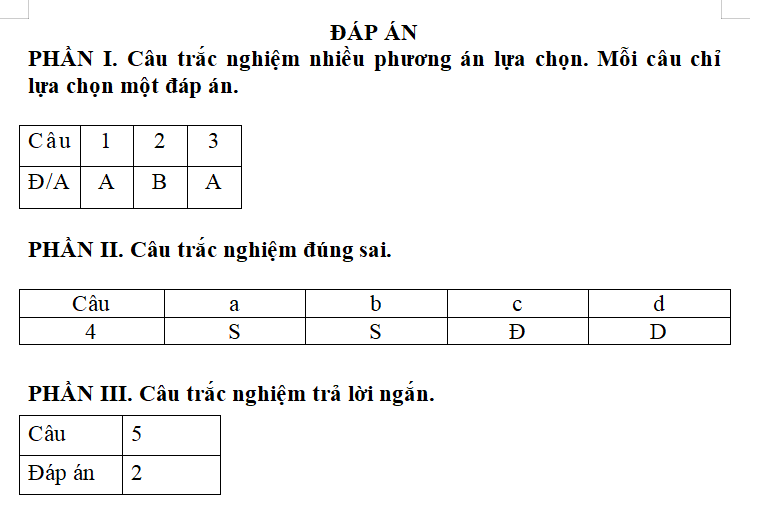 ĐÁP ÁN
PHẦN I. Câu trắc nghiệm nhiều phương án lựa chọn. Mỗi câu chỉ
lựa chọn một đáp án.
Câu 1 2 3
Đ/A A B A
PHẦN II. Câu trắc nghiệm đúng sai.
Câu a b c d
4 S S Đ D
PHẦN III. Câu trắc nghiệm trả lời ngắn.
Câu 5
Đáp án 2